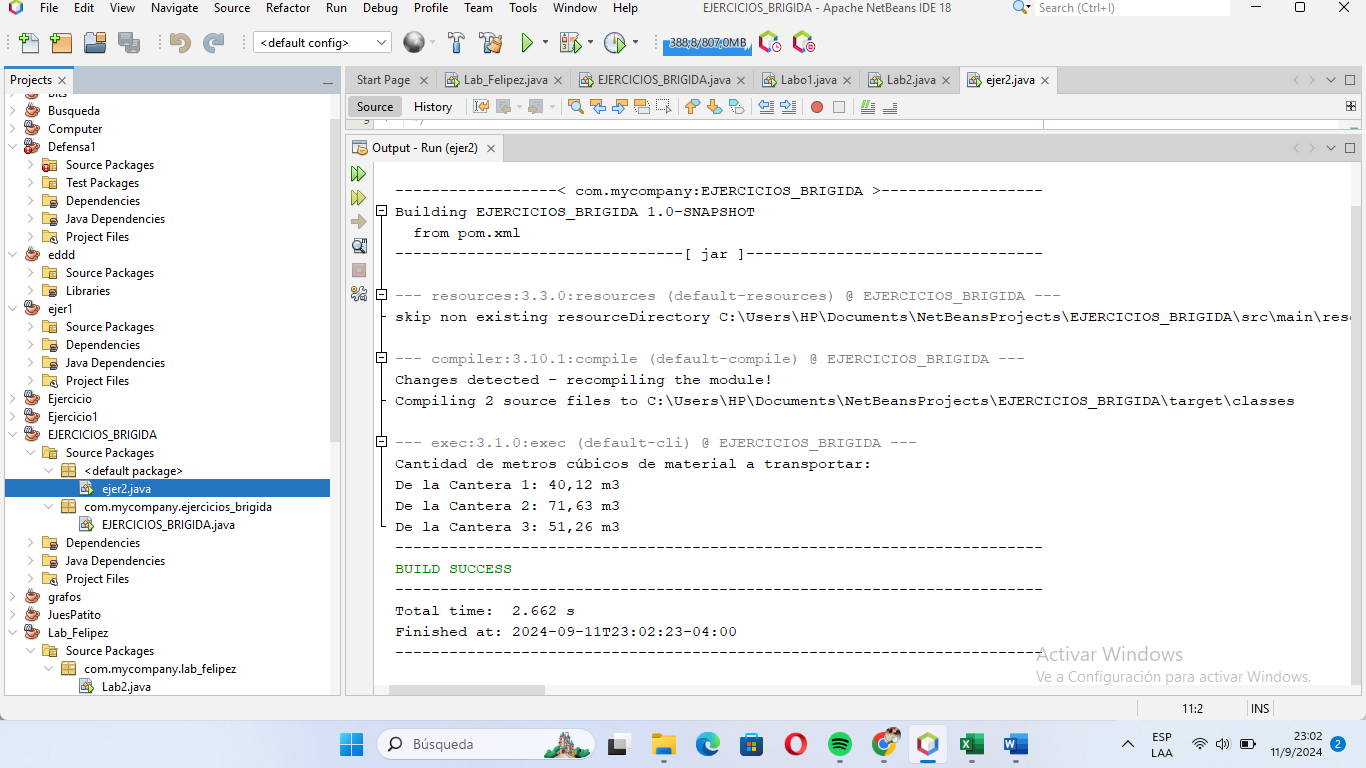 File Edit View Navigate Source Refactor Run Debug Profile Team Tools Window Help
EJERCICIOS_BRIGIDA - Apache NetBeans IDE 18
Search (Ctrl+I)
<default config>
388,8/807,0MB
Projects
Start Page
Lab_Felipez.java
EJERCICIOS_BRIGIDA.java
Labo1.java
Lab2.java
ejer2.java
Source History
Bits
Busqueda
Computer
Defensa1
Source Packages
Test Packages
Dependencies
Java Dependencies
Project Files
eddd
Source Packages
Libraries
ejer1
Source Packages
Dependencies
Java Dependencies
Project Files
Ejercicio
Ejercicio1
EJERCICIOS_BRIGIDA
Source Packages
<default package>
ejer2.java
com.mycompany.ejercicios_brigida
EJERCICIOS_BRIGIDA.java
Dependencies
Java Dependencies
Project Files
grafos
JuesPatito
Lab_Felipez
Source Packages
com.mycompany.lab_felipez
Lab2.java
9 */
Output - Run (ejer2)
------------------< com.mycompany:EJERCICIOS_BRIGIDA >------------------
Building EJERCICIOS_BRIGIDA 1.0-SNAPSHOT
from pom.xml
--------------------------------[ jar ]---------------------------------
--- resources:3.3.0:resources (default-resources) @ EJERCICIOS_BRIGIDA ---
skip non existing resourceDirectory C:\Users\HP\Documents\NetBeansProjects\EJERCICIOS_BRIGIDA\src\main\reso
--- compiler:3.10.1:compile (default-compile) @ EJERCICIOS_BRIGIDA ---
Changes detected - recompiling the module!
Compiling 2 source files to C:\Users\HP\Documents\NetBeansProjects\EJERCICIOS_BRIGIDA\target\classes
--- exec:3.1.0:exec (default-cli) @ EJERCICIOS_BRIGIDA ---
Cantidad de metros cúbicos de material a transportar:
De la Cantera 1: 40,12 m3
De la Cantera 2: 71,63 m3
De la Cantera 3: 51,26 m3
------------------------------------------------------------------------
BUILD SUCCESS
------------------------------------------------------------------------
Total time:  2.662 s
Finished at: 2024-09-11T23:02:23-04:00
------------------------------------------------------------------------
Activar Windows
Ve a Configuración para activar Windows.
11:2 INS
Búsqueda
ESP
LAA
23:02
11/9/2024
2